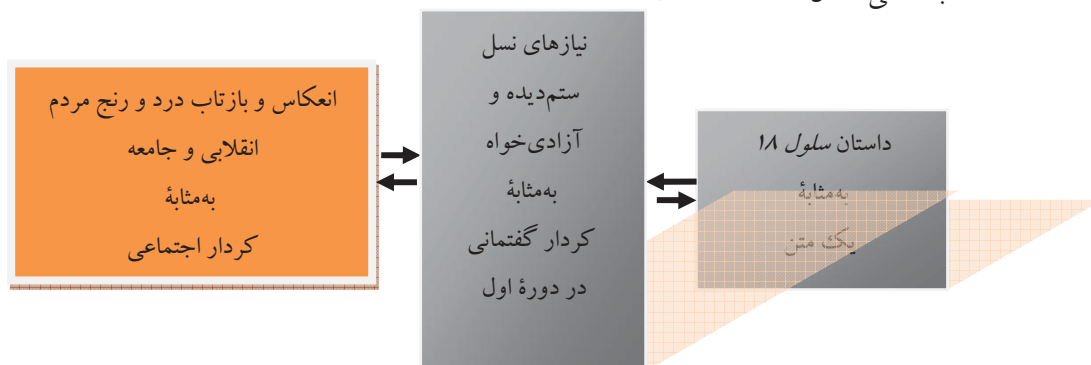 داستان سلول ۱۸
به‌مثابهٔ
یک متن
نیازهای نسل
ستم‌دیده و
آزادی‌خواه
به‌مثابهٔ
کردار گفتمانی
در دورهٔ اول
انعکاس و بازتاب درد و رنج مردم
انقلابی و جامعه
به‌مثابهٔ
کردار اجتماعی